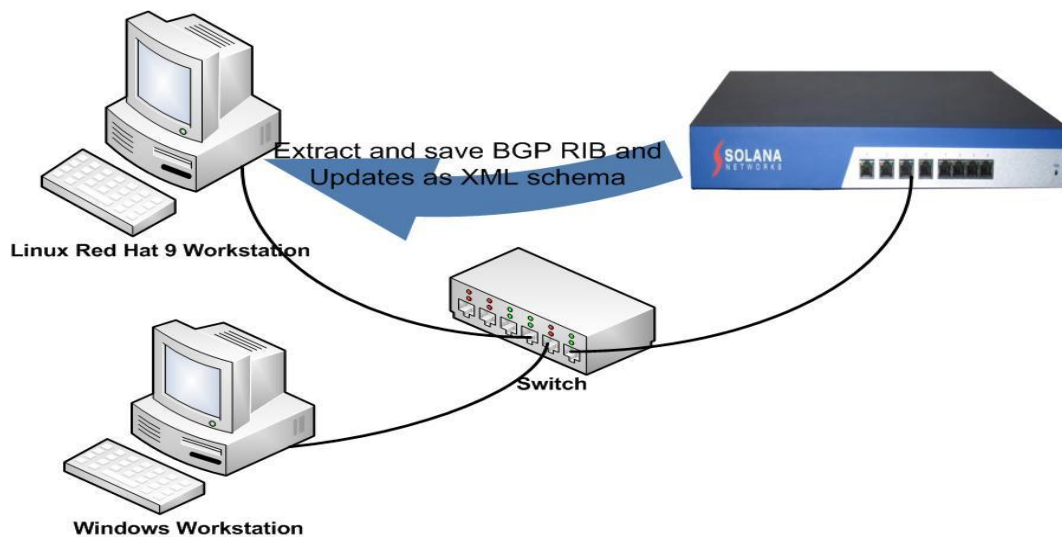 Extract and save BGP RIB and
Updates as XML schema
SOLANA
NETWORKS
Linux Red Hat 9 Workstation
Switch
Windows Workstation